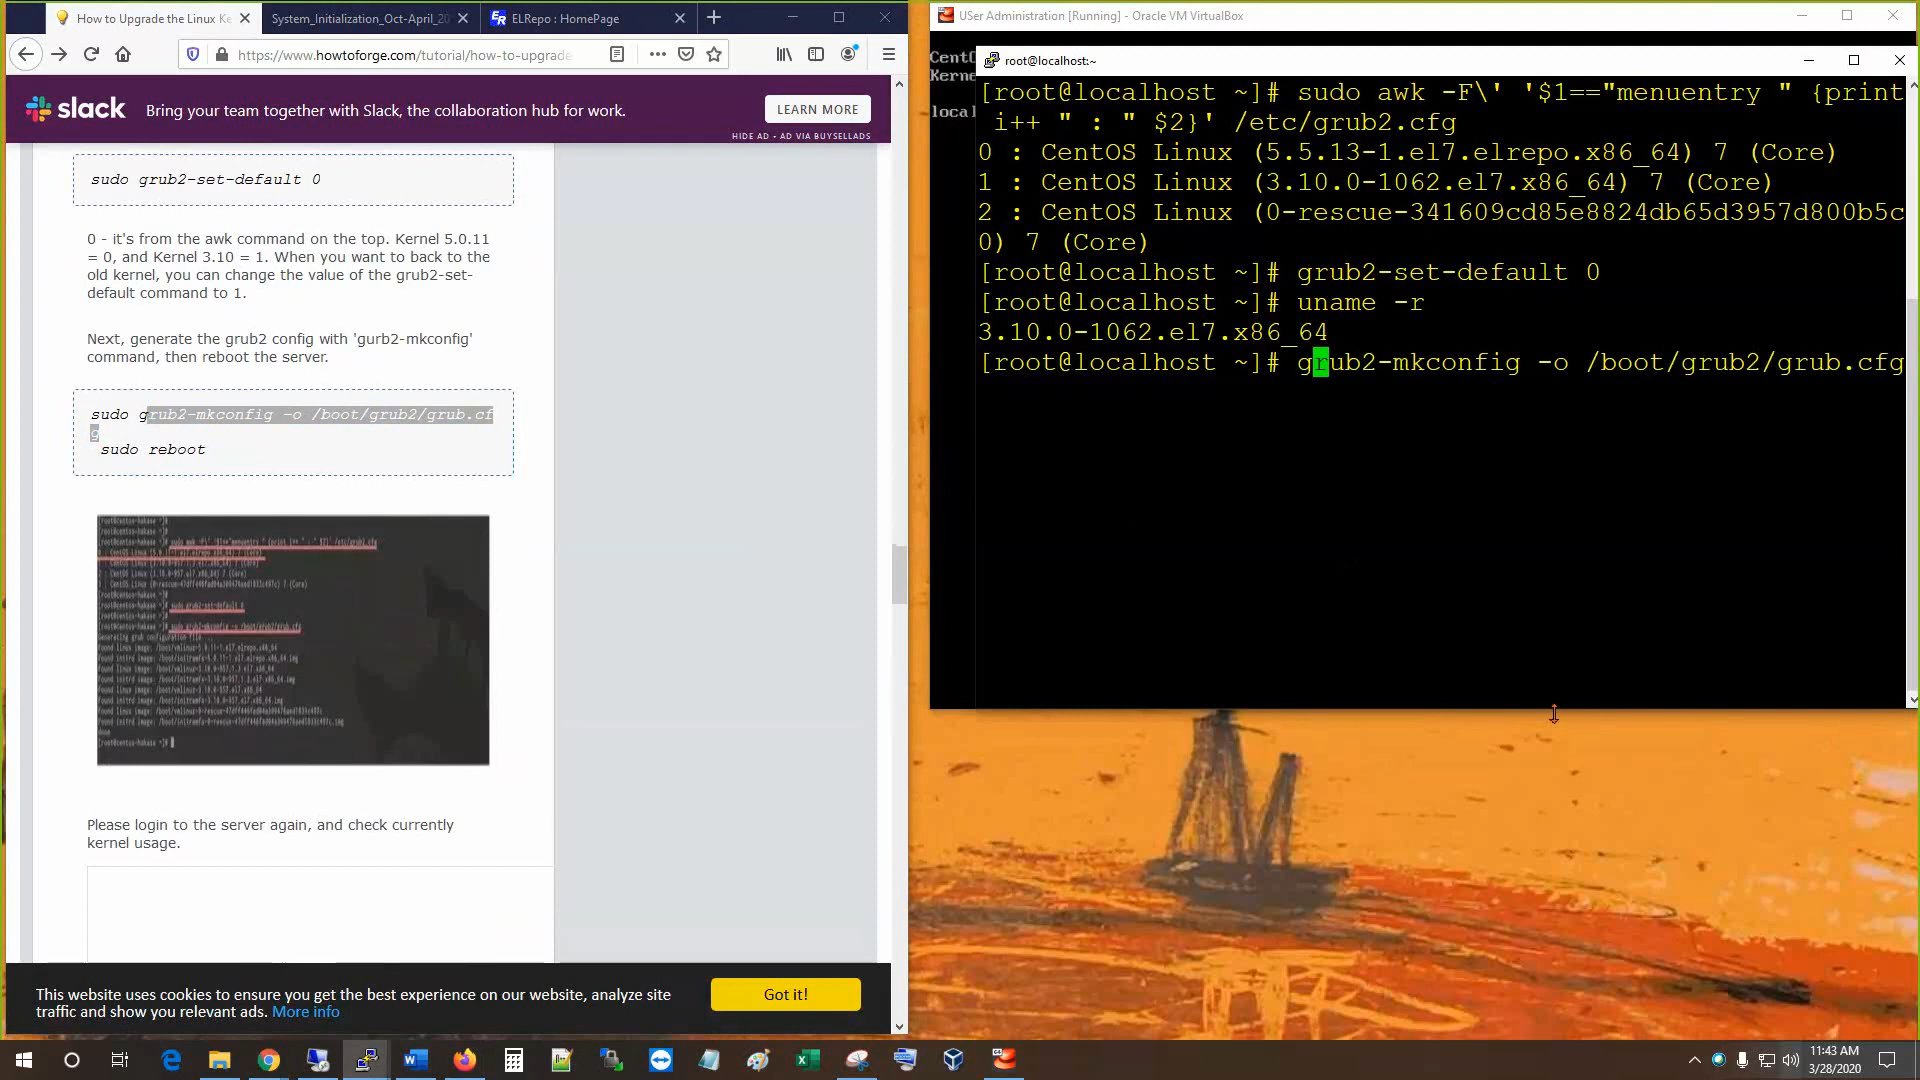 How to Upgrade the Linux Ke
System_Initialization_Oct-April_20
ELRepo : HomePage
https://www.howtoforge.com/tutorial/how-to-upgrade
slack
Bring your team together with Slack, the collaboration hub for work.
LEARN MORE
HIDE AD • AD VIA BUYSELLADS
sudo grub2-set-default 0
0 - it's from the awk command on the top. Kernel 5.0.11
= 0, and Kernel 3.10 = 1. When you want to back to the
old kernel, you can change the value of the grub2-set-
default command to 1.
Next, generate the grub2 config with 'gurb2-mkconfig'
command, then reboot the server.
sudo grub2-mkconfig -o /boot/grub2/grub.cf
g
sudo reboot
Please login to the server again, and check currently
kernel usage.
This website uses cookies to ensure you get the best experience on our website, analyze site
traffic and show you relevant ads. More info
Got it!
USer Administration [Running] - Oracle VM VirtualBox
CentO
Kerne
loca
root@localhost:~
[root@localhost ~]# sudo awk -F\' '$1=="menuentry " {print
i++ " : " $2}' /etc/grub2.cfg
0 : CentOS Linux (5.5.13-1.el7.elrepo.x86_64) 7 (Core)
1 : CentOS Linux (3.10.0-1062.el7.x86_64) 7 (Core)
2 : CentOS Linux (0-rescue-341609cd85e8824db65d3957d800b5c
0) 7 (Core)
[root@localhost ~]# grub2-set-default 0
[root@localhost ~]# uname -r
3.10.0-1062.el7.x86_64
[root@localhost ~]# grub2-mkconfig -o /boot/grub2/grub.cfg
11:43 AM
3/28/2020